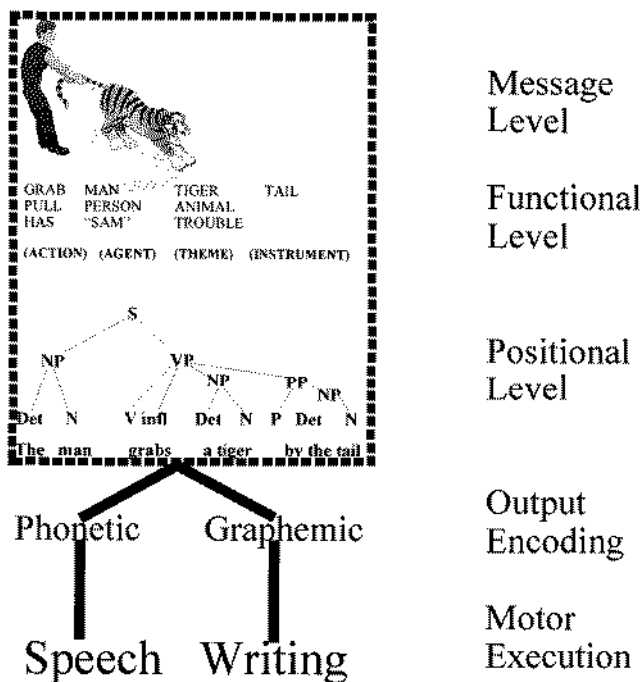 Message
Level
GRAB MAN TIGER TAIL
PULL PERSON ANIMAL
HAS "SAM" TROUBLE
Functional
Level
(ACTION) (AGENT) (THEME) (INSTRUMENT)
S
NP VP
NP PP
NP
Positional
Level
Det N V infl Det N P Det N
The man grabs a tiger by the tail
Phonetic Graphemic
Output
Encoding
Speech Writing
Motor
Execution